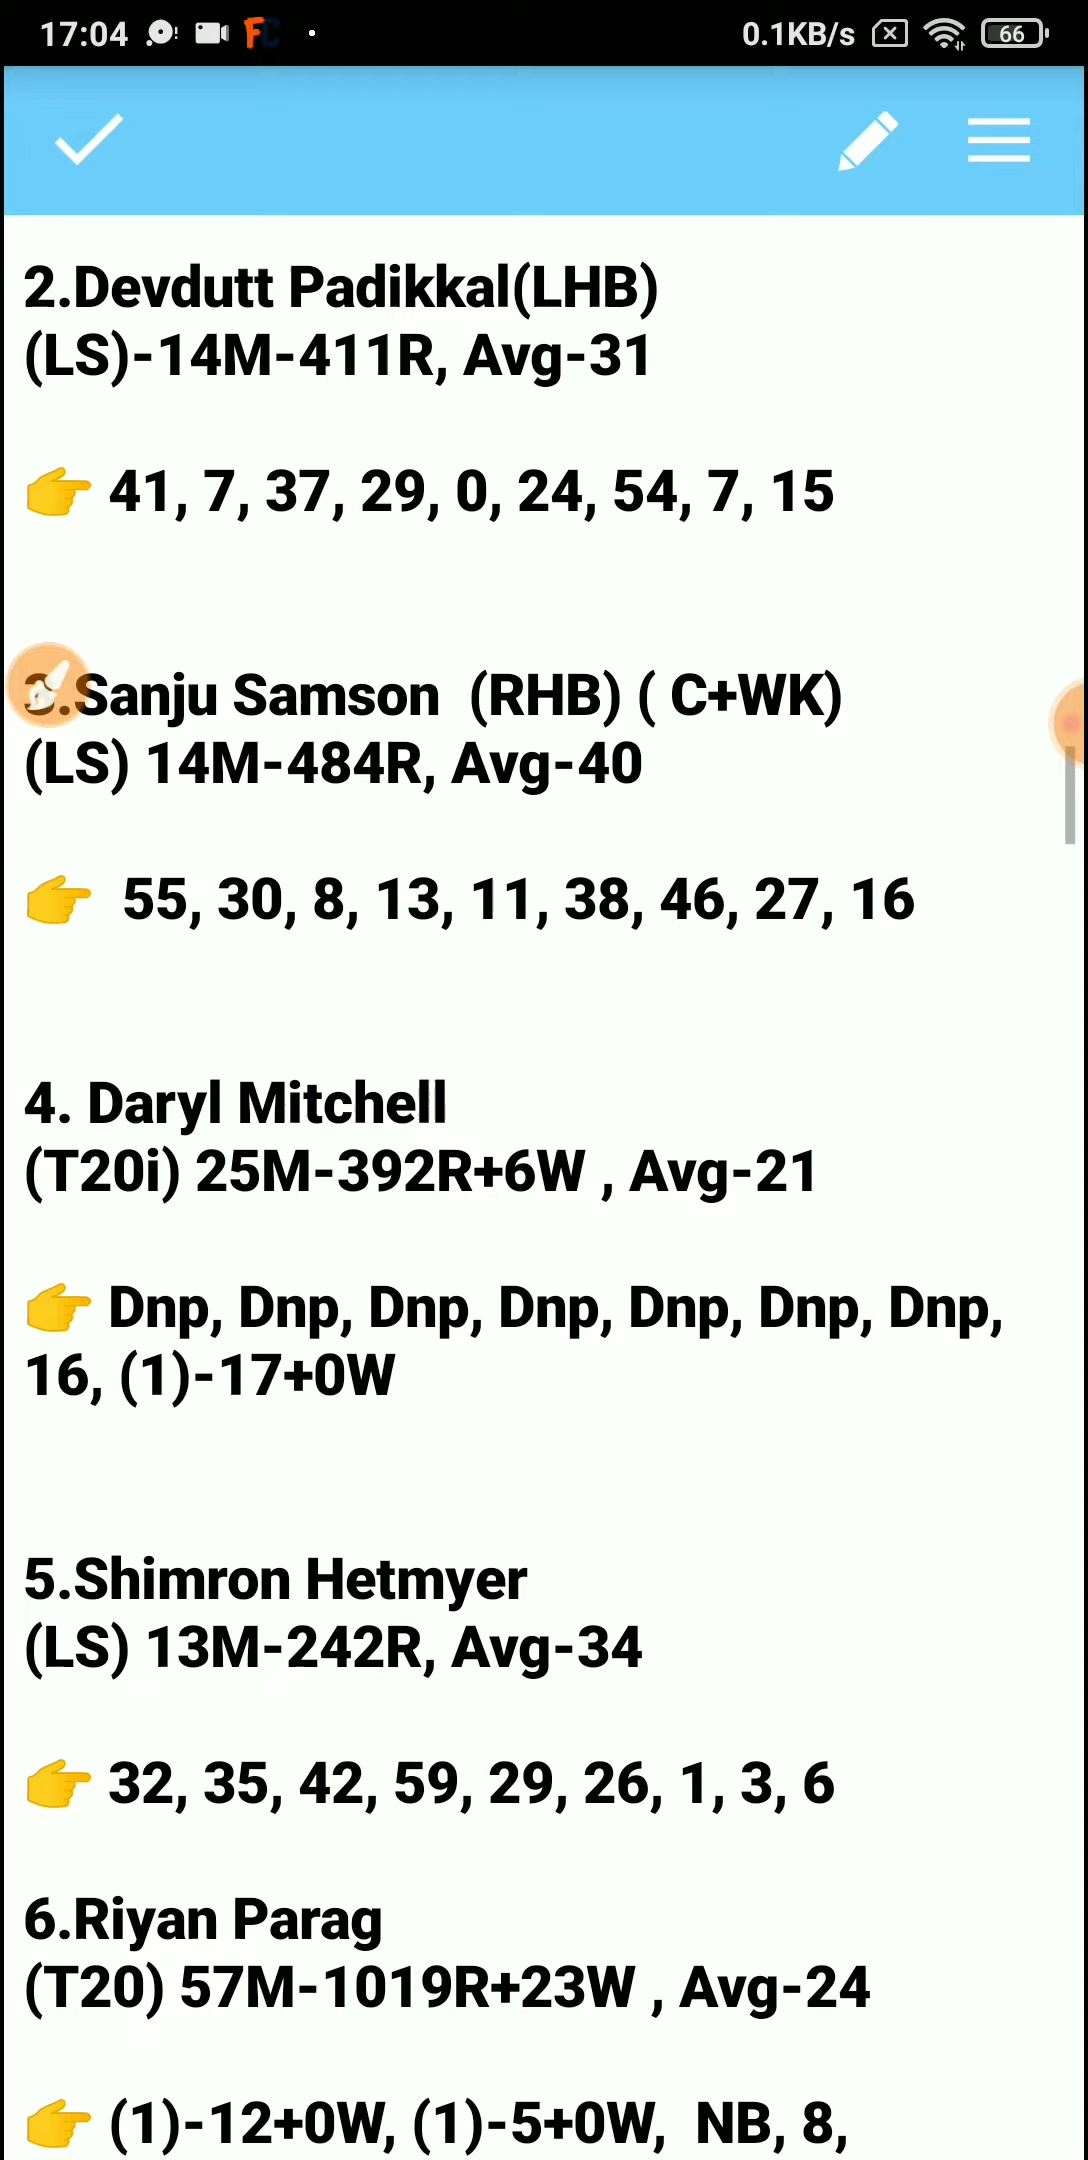 17:04
0.1KB/s
66
2.Devdutt Padikkal(LHB)
(LS)-14M-411R, Avg-31
👉 41, 7, 37, 29, 0, 24, 54, 7, 15
3.Sanju Samson (RHB) ( C+WK)
(LS) 14M-484R, Avg-40
👉 55, 30, 8, 13, 11, 38, 46, 27, 16
4. Daryl Mitchell
(T20i) 25M-392R+6W , Avg-21
👉 Dnp, Dnp, Dnp, Dnp, Dnp, Dnp, Dnp,
16, (1)-17+0W
5.Shimron Hetmyer
(LS) 13M-242R, Avg-34
👉 32, 35, 42, 59, 29, 26, 1, 3, 6
6.Riyan Parag
(T20) 57M-1019R+23W , Avg-24
👉 (1)-12+0W, (1)-5+0W, NB, 8,